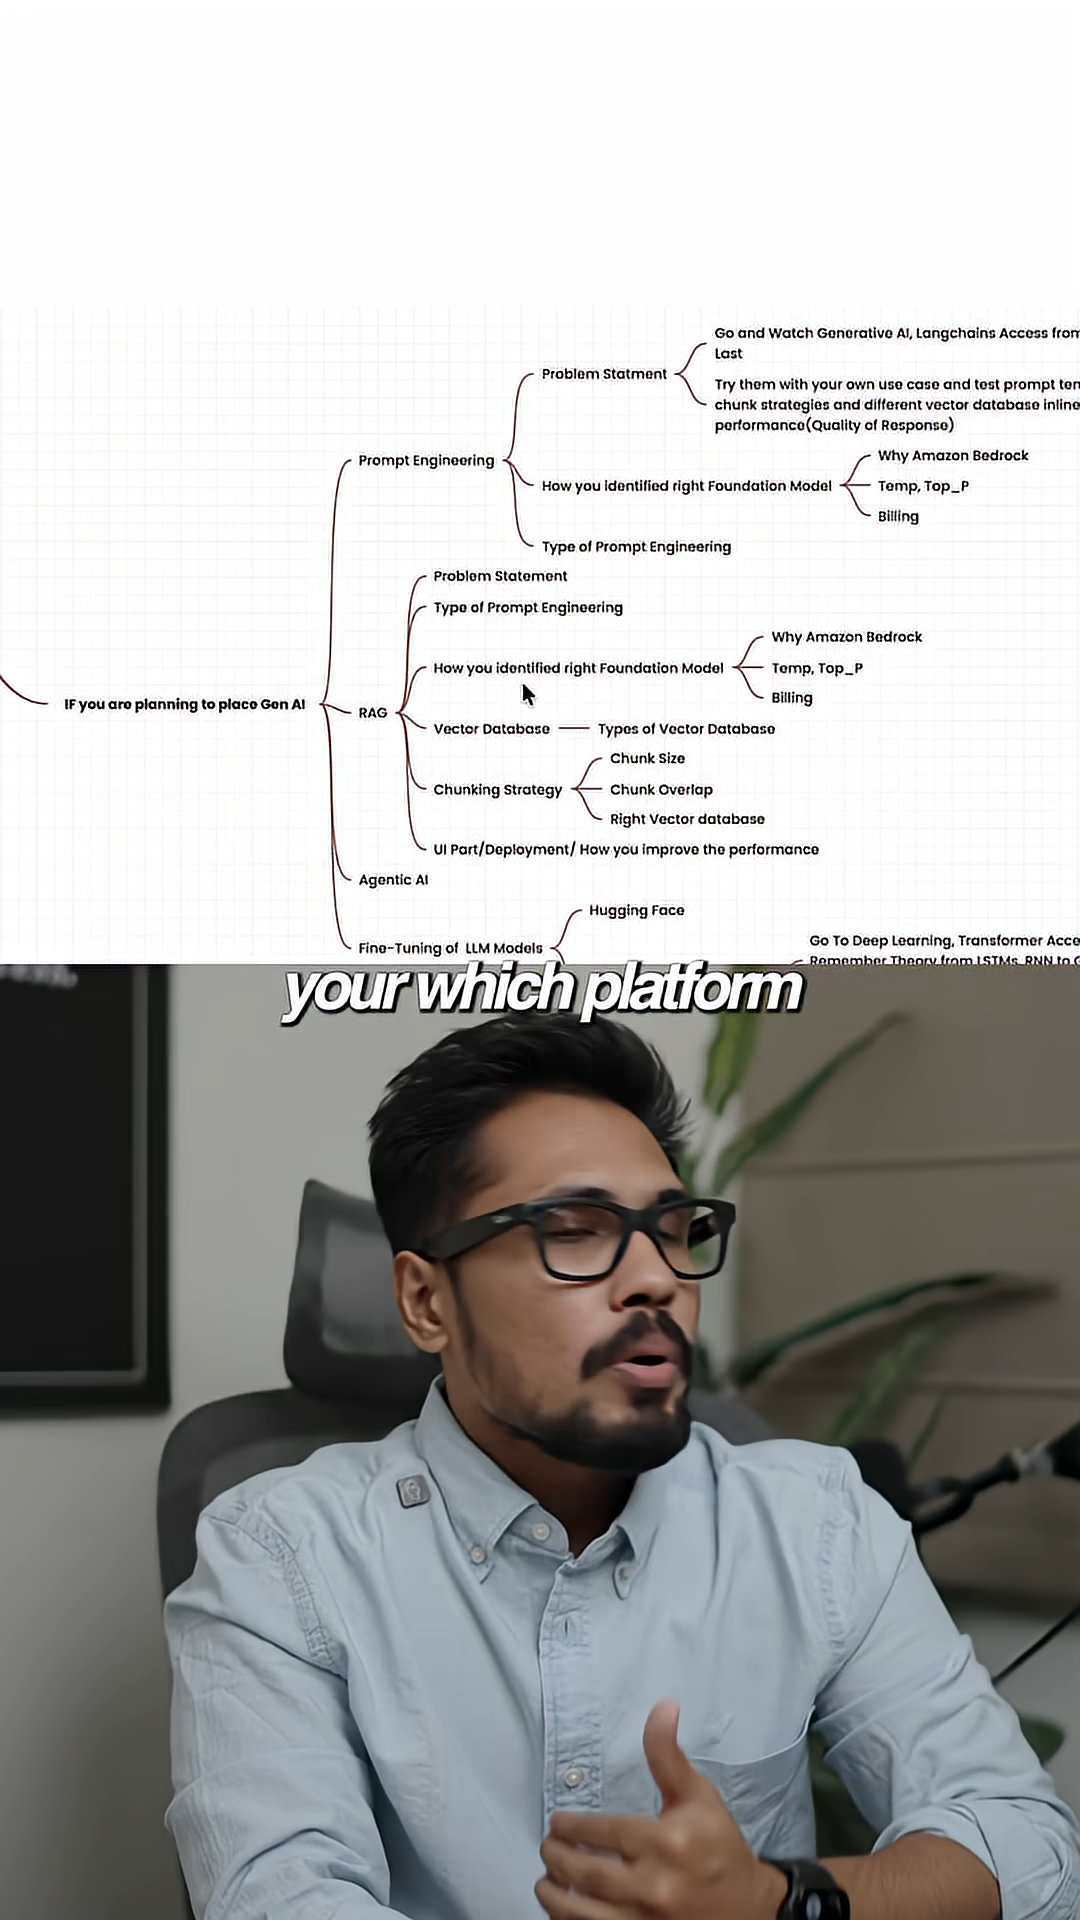 Go and Watch Generative AI, Langchains Access from
Last
Problem Statment
Try them with your own use case and test prompt
chunk strategies and different vector database inline
performance(Quality of Response)
Prompt Engineering
Why Amazon Bedrock
How you identified right Foundation Model
Temp, Top_P
Billing
Type of Prompt Engineering
Problem Statement
Type of Prompt Engineering
Why Amazon Bedrock
How you identified right Foundation Model
Temp, Top_P
Billing
IF you are planning to place Gen AI
RAG
Vector Database
Types of Vector Database
Chunk Size
Chunking Strategy
Chunk Overlap
Right Vector database
UI Part/Deployment/ How you improve the performance
Agentic AI
Hugging Face
Fine-Tuning of LLM Models
Go To Deep Learning, Transformer
Remember Theory from LSTMs, RNN to
your which platform